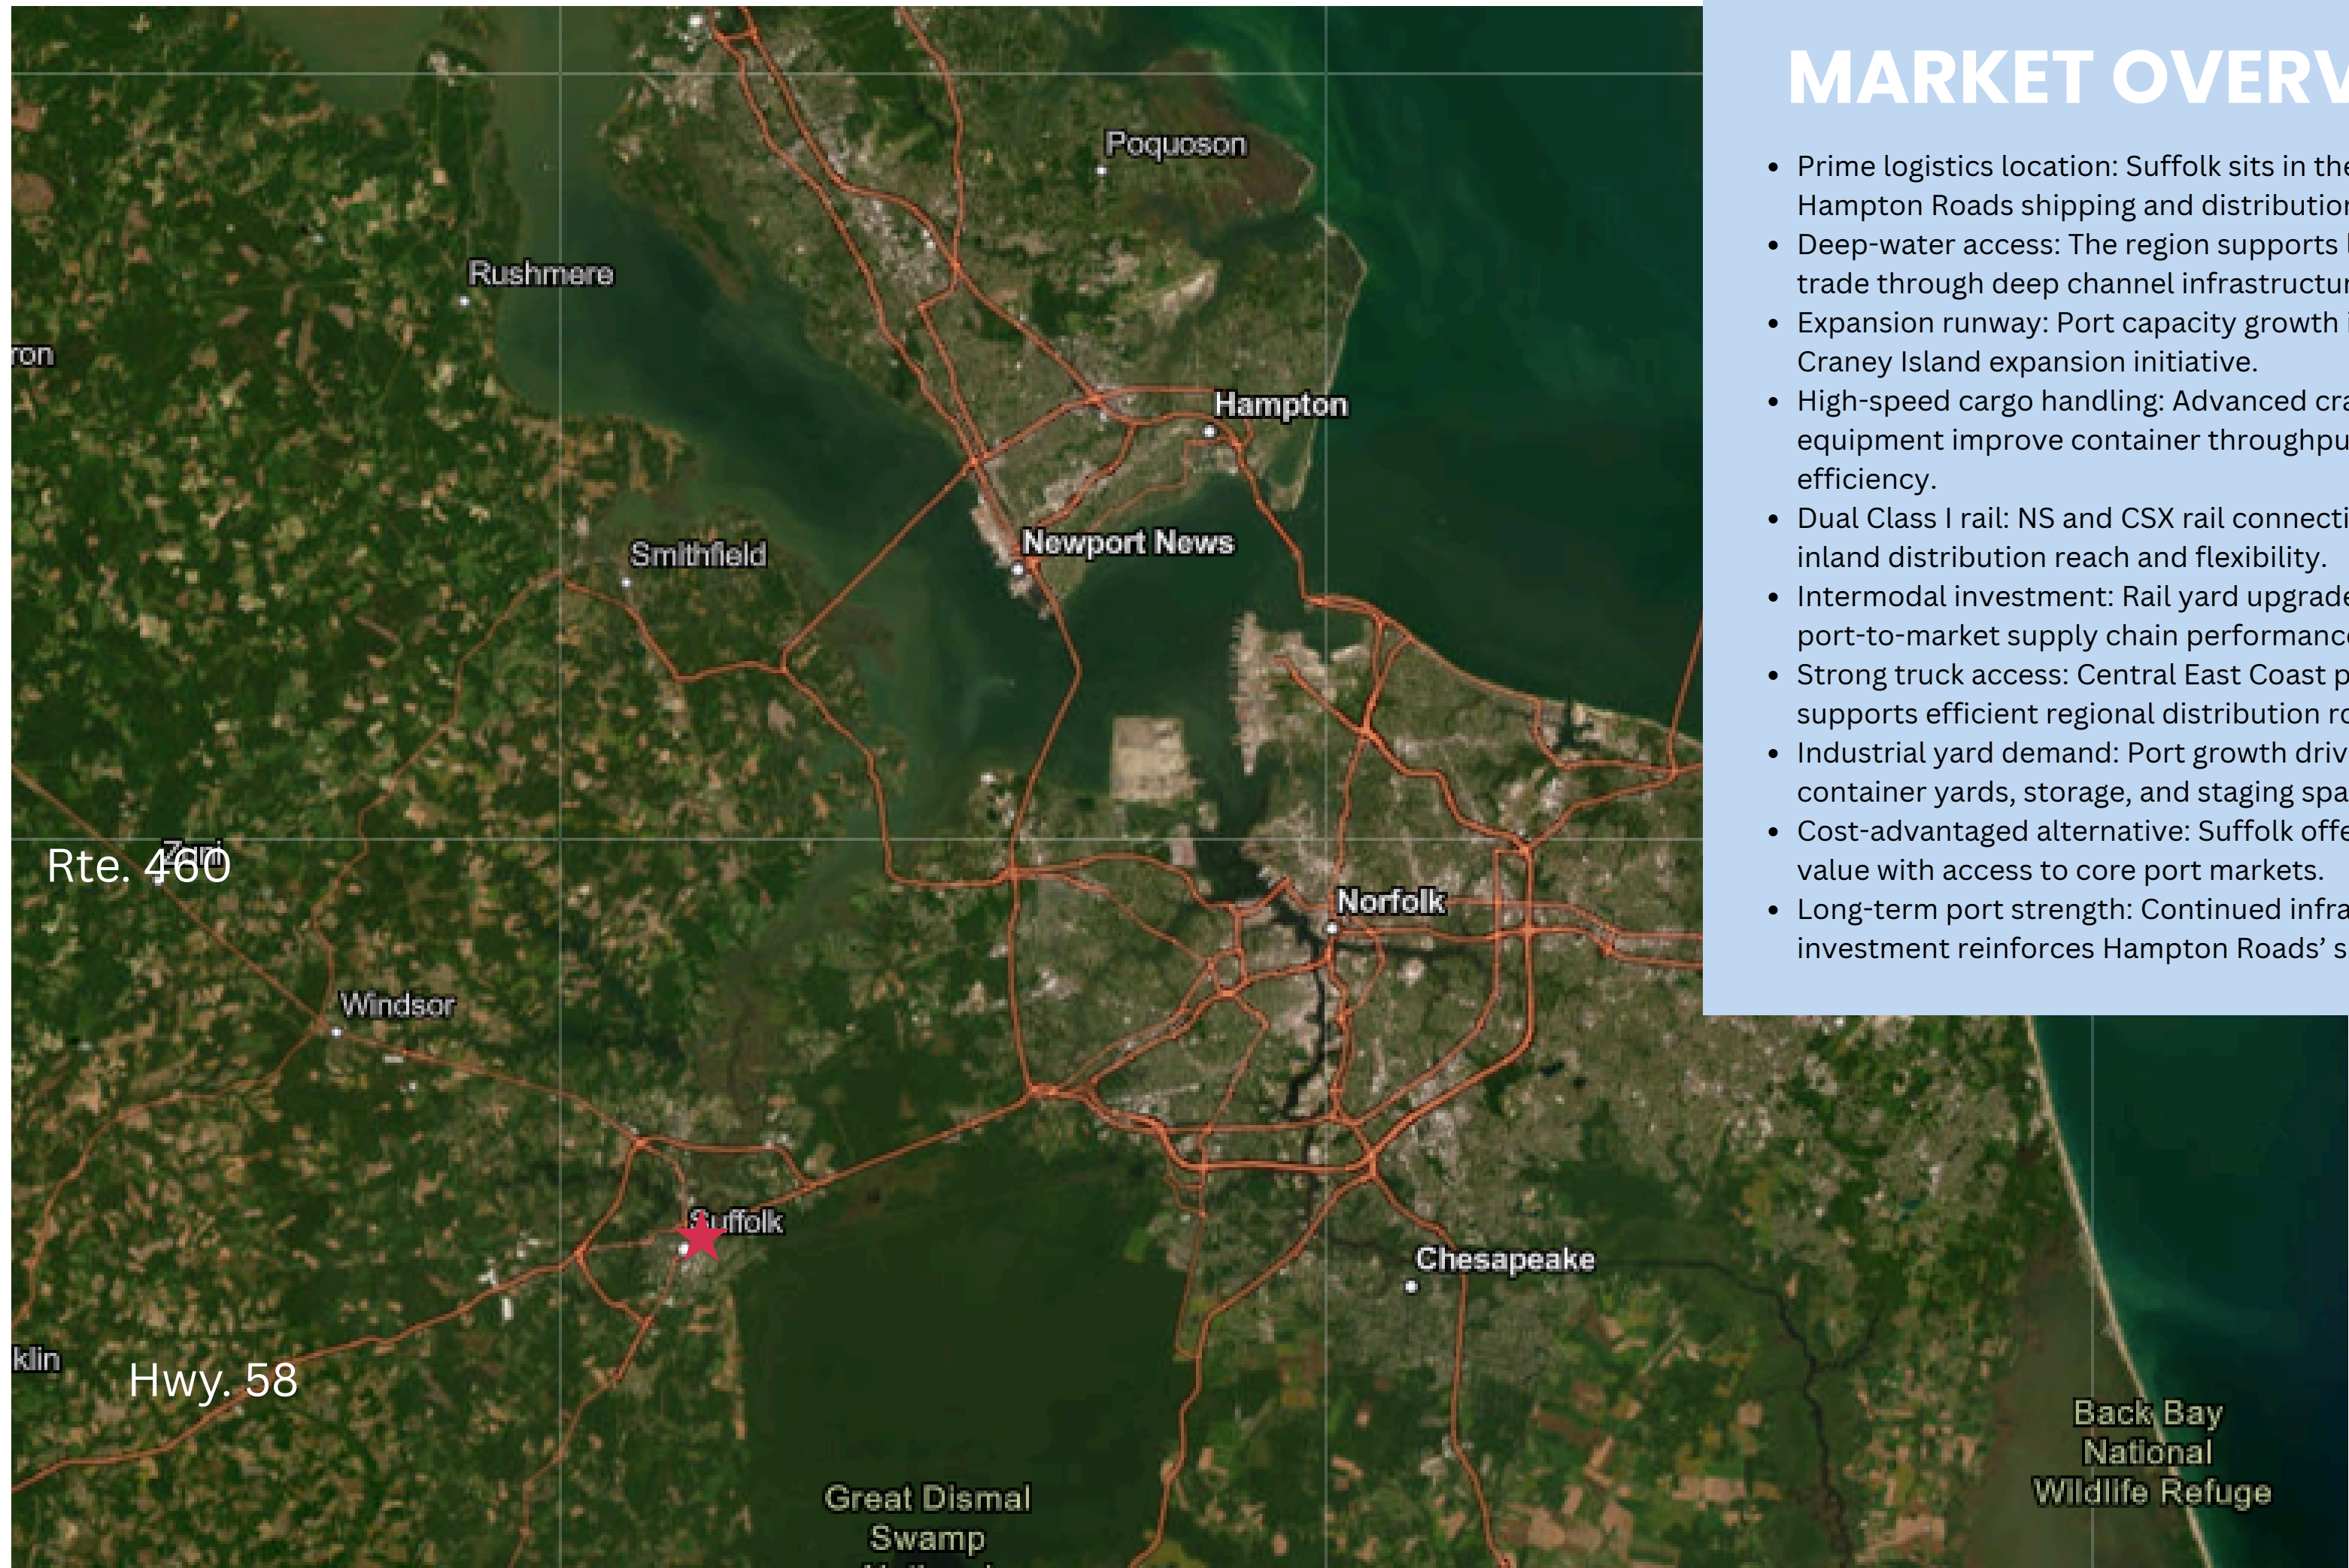 MARKET OVERV
Prime logistics location: Suffolk sits in the
Hampton Roads shipping and distribution
Deep-water access: The region supports
trade through deep channel infrastructur
Expansion runway: Port capacity growth
Craney Island expansion initiative.
High-speed cargo handling: Advanced cra
equipment improve container throughpu
efficiency.
Dual Class I rail: NS and CSX rail connecti
inland distribution reach and flexibility.
Intermodal investment: Rail yard upgrade
port-to-market supply chain performance
Strong truck access: Central East Coast p
supports efficient regional distribution ro
Industrial yard demand: Port growth driv
container yards, storage, and staging spa
Cost-advantaged alternative: Suffolk offe
value with access to core port markets.
Long-term port strength: Continued infra
investment reinforces Hampton Roads’ s
Poquoson
Rushmere
ron
Hampton
Newport News
Smithfield
Zuni
Rte. 460
Norfolk
Windsor
Suffolk
Chesapeake
klin
Hwy. 58
Back Bay
National
Wildlife Refuge
Great Dismal
Swamp